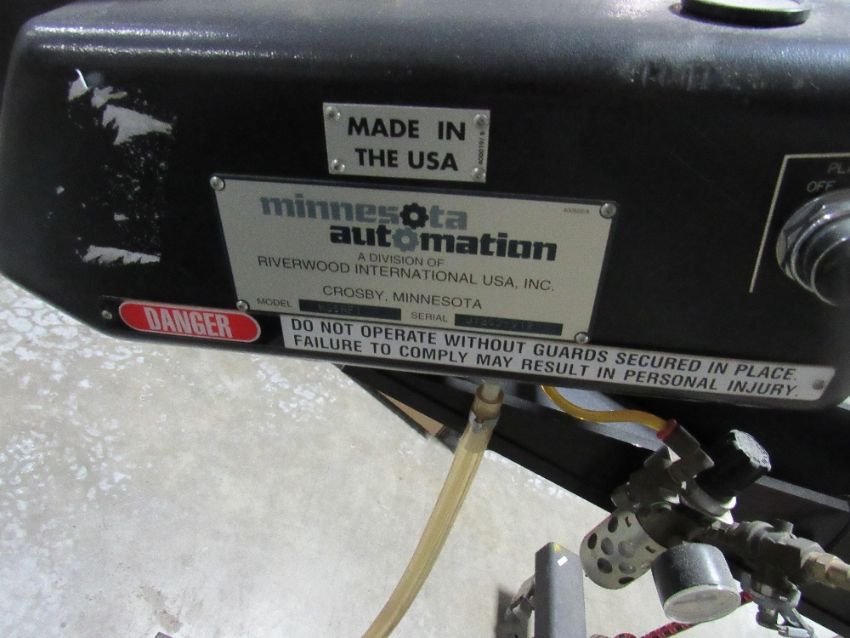 MADE IN
THE USA
minnesota
automation
A DIVISION OF
RIVERWOOD INTERNATIONAL USA, INC.
CROSBY, MINNESOTA
MODEL SERIAL
DANGER
DO NOT OPERATE WITHOUT GUARDS SECURED IN PLACE.
FAILURE TO COMPLY MAY RESULT IN PERSONAL INJURY.
OFF